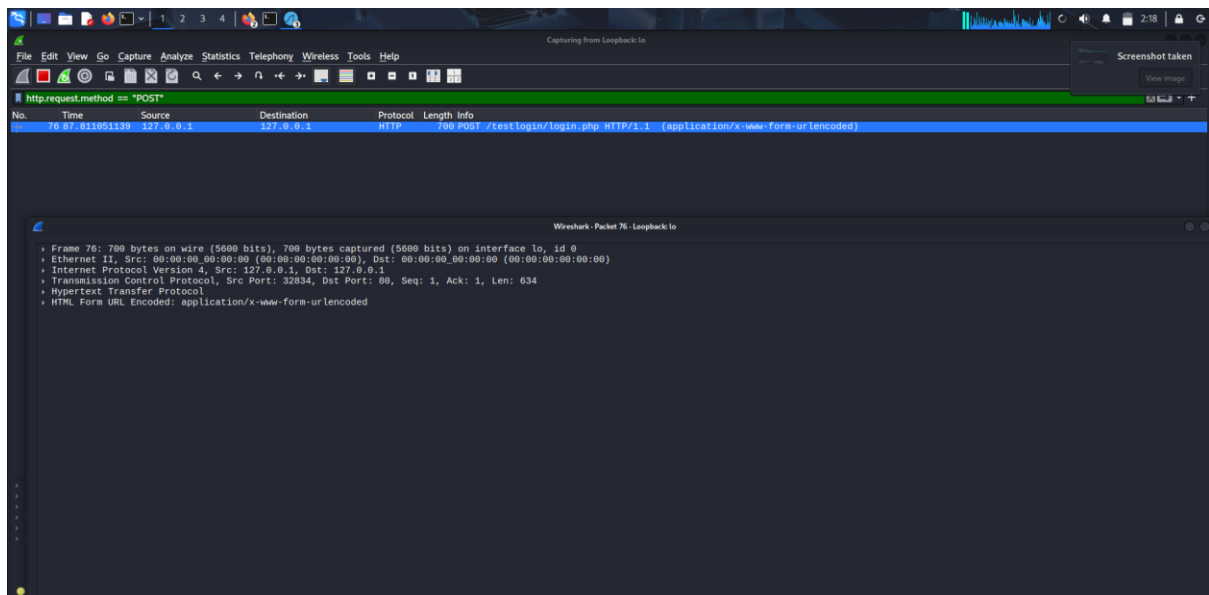 1 2 3 4 2:18
Capturing from Loopback: lo
Screenshot taken
View image
File Edit View Go Capture Analyze Statistics Telephony Wireless Tools Help
http.request.method == "POST"
No. Time Source Destination Protocol Length Info
76 87.811051139 127.0.0.1 127.0.0.1 HTTP 700 POST /testlogin/login.php HTTP/1.1 (application/x-www-form-urlencoded)
Wireshark · Packet 76 · Loopback: lo
Frame 76: 700 bytes on wire (5600 bits), 700 bytes captured (5600 bits) on interface lo, id 0
Ethernet II, Src: 00:00:00_00:00:00 (00:00:00:00:00:00), Dst: 00:00:00_00:00:00 (00:00:00:00:00:00)
Internet Protocol Version 4, Src: 127.0.0.1, Dst: 127.0.0.1
Transmission Control Protocol, Src Port: 32834, Dst Port: 80, Seq: 1, Ack: 1, Len: 634
Hypertext Transfer Protocol
HTML Form URL Encoded: application/x-www-form-urlencoded